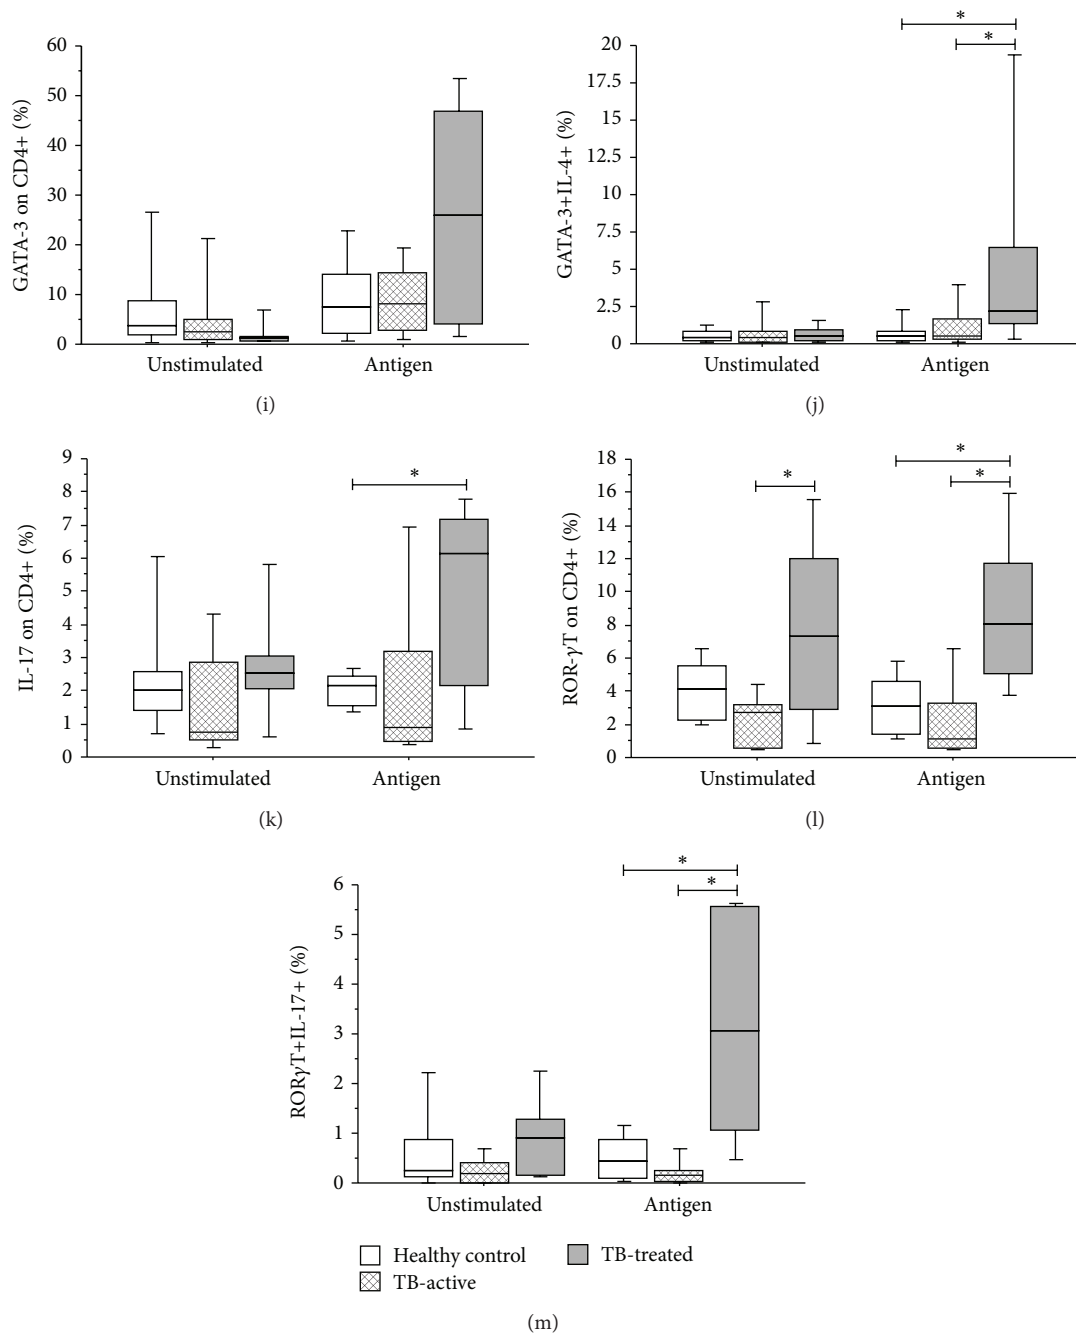 GATA-3 on CD4+ (%)
60
50
40
30
20
10
0
Unstimulated Antigen
(i)
GATA-3+IL-4+ (%)
20
17.5
15
12.5
10
7.5
5
2.5
0
* 
*
Unstimulated Antigen
(j)
IL-17 on CD4+ (%)
9
8
7
6
5
4
3
2
1
0
*
Unstimulated Antigen
(k)
ROR-γT on CD4+ (%)
18
16
14
12
10
8
6
4
2
0
*
*
*
Unstimulated Antigen
(l)
RORγT+IL-17+ (%)
6
5
4
3
2
1
0
*
*
Unstimulated Antigen
Healthy control
TB-active
TB-treated
(m)